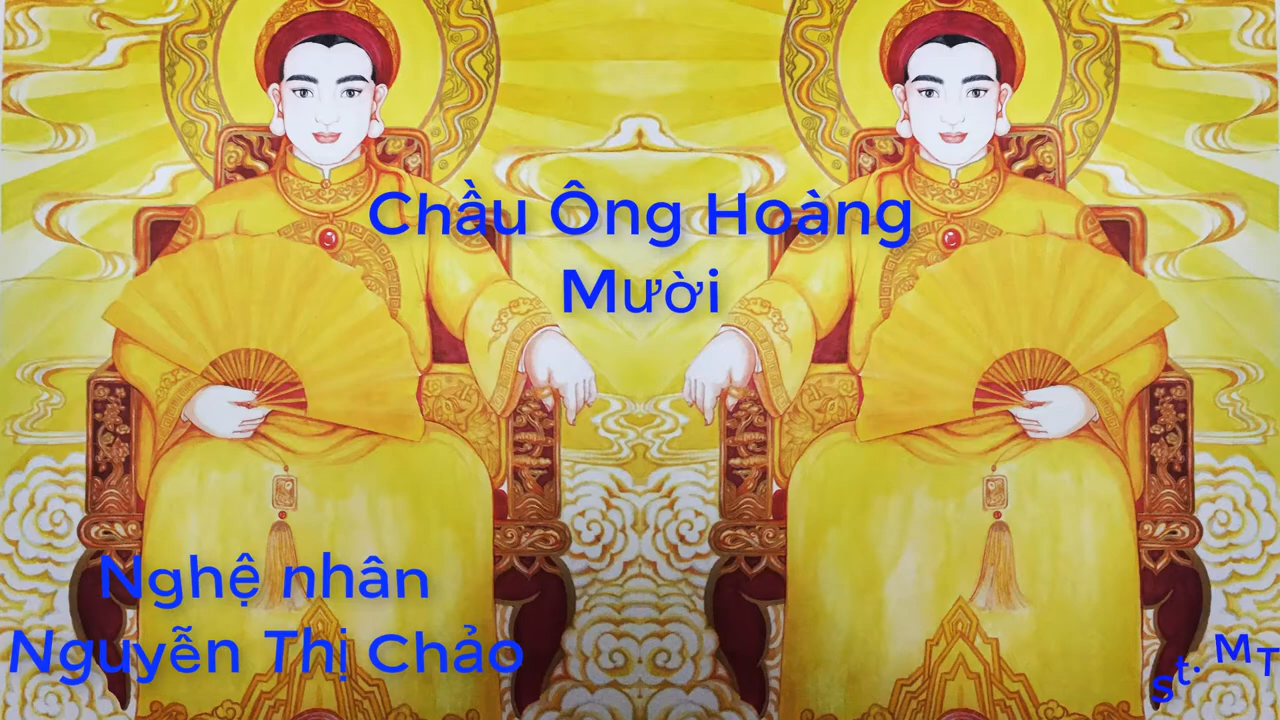 Chầu Ông Hoàng
Mười
Nghệ nhân
Nguyễn Thị Chảo
st. MT